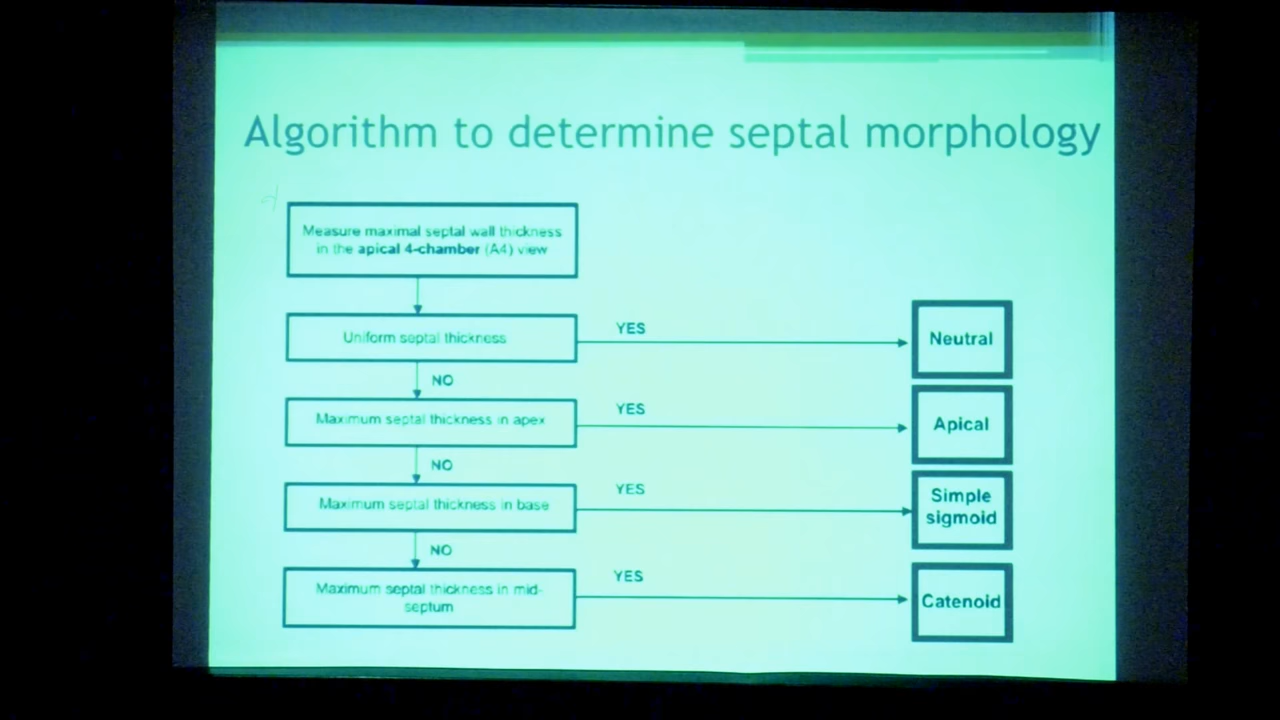 Algorithm to determine septal morphology
Measure maximal septal wall thickness
in the apical 4-chamber (A4) view
Uniform septal thickness
YES
Neutral
NO
Maximum septal thickness in apex
YES
Apical
NO
Maximum septal thickness in base
YES
Simple
sigmoid
NO
Maximum septal thickness in mid-
septum
YES
Catenoid